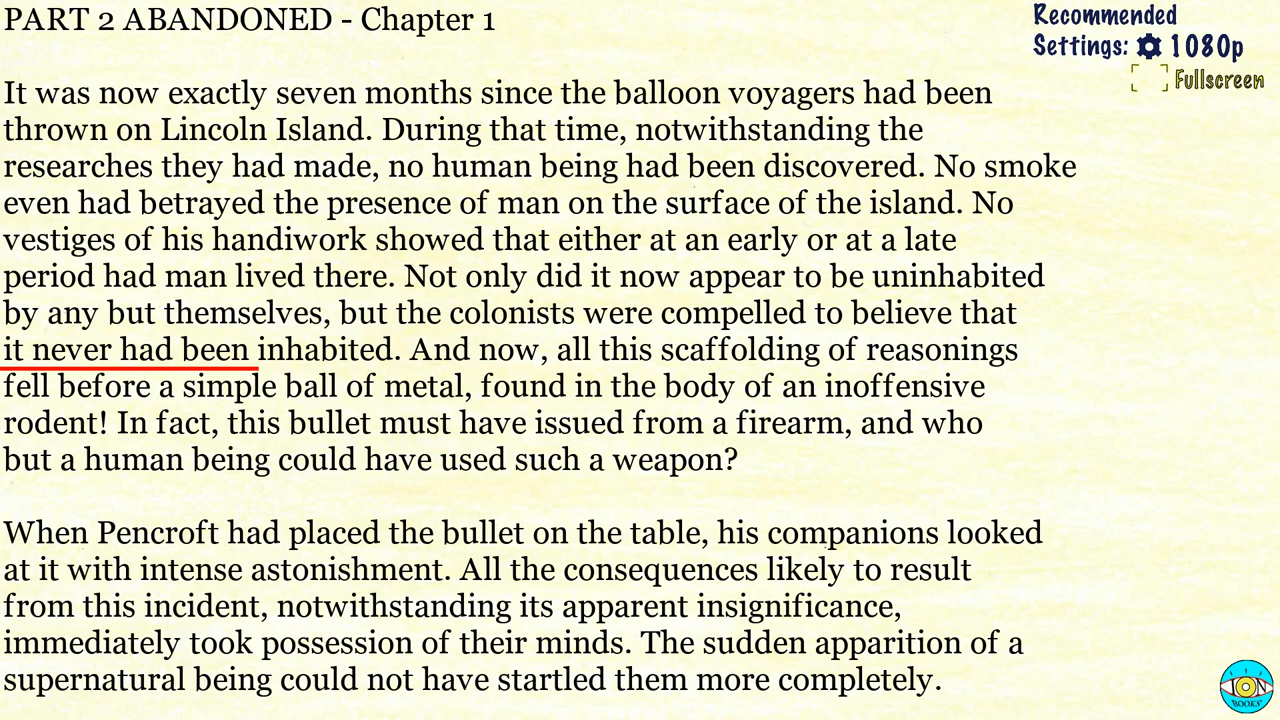 PART 2 ABANDONED - Chapter 1
Recommended
Settings: 1080p
Fullscreen
It was now exactly seven months since the balloon voyagers had been
thrown on Lincoln Island. During that time, notwithstanding the
researches they had made, no human being had been discovered. No smoke
even had betrayed the presence of man on the surface of the island. No
vestiges of his handiwork showed that either at an early or at a late
period had man lived there. Not only did it now appear to be uninhabited
by any but themselves, but the colonists were compelled to believe that
it never had been inhabited. And now, all this scaffolding of reasonings
fell before a simple ball of metal, found in the body of an inoffensive
rodent! In fact, this bullet must have issued from a firearm, and who
but a human being could have used such a weapon?
When Pencroft had placed the bullet on the table, his companions looked
at it with intense astonishment. All the consequences likely to result
from this incident, notwithstanding its apparent insignificance,
immediately took possession of their minds. The sudden apparition of a
supernatural being could not have startled them more completely.
ION
BOOKS